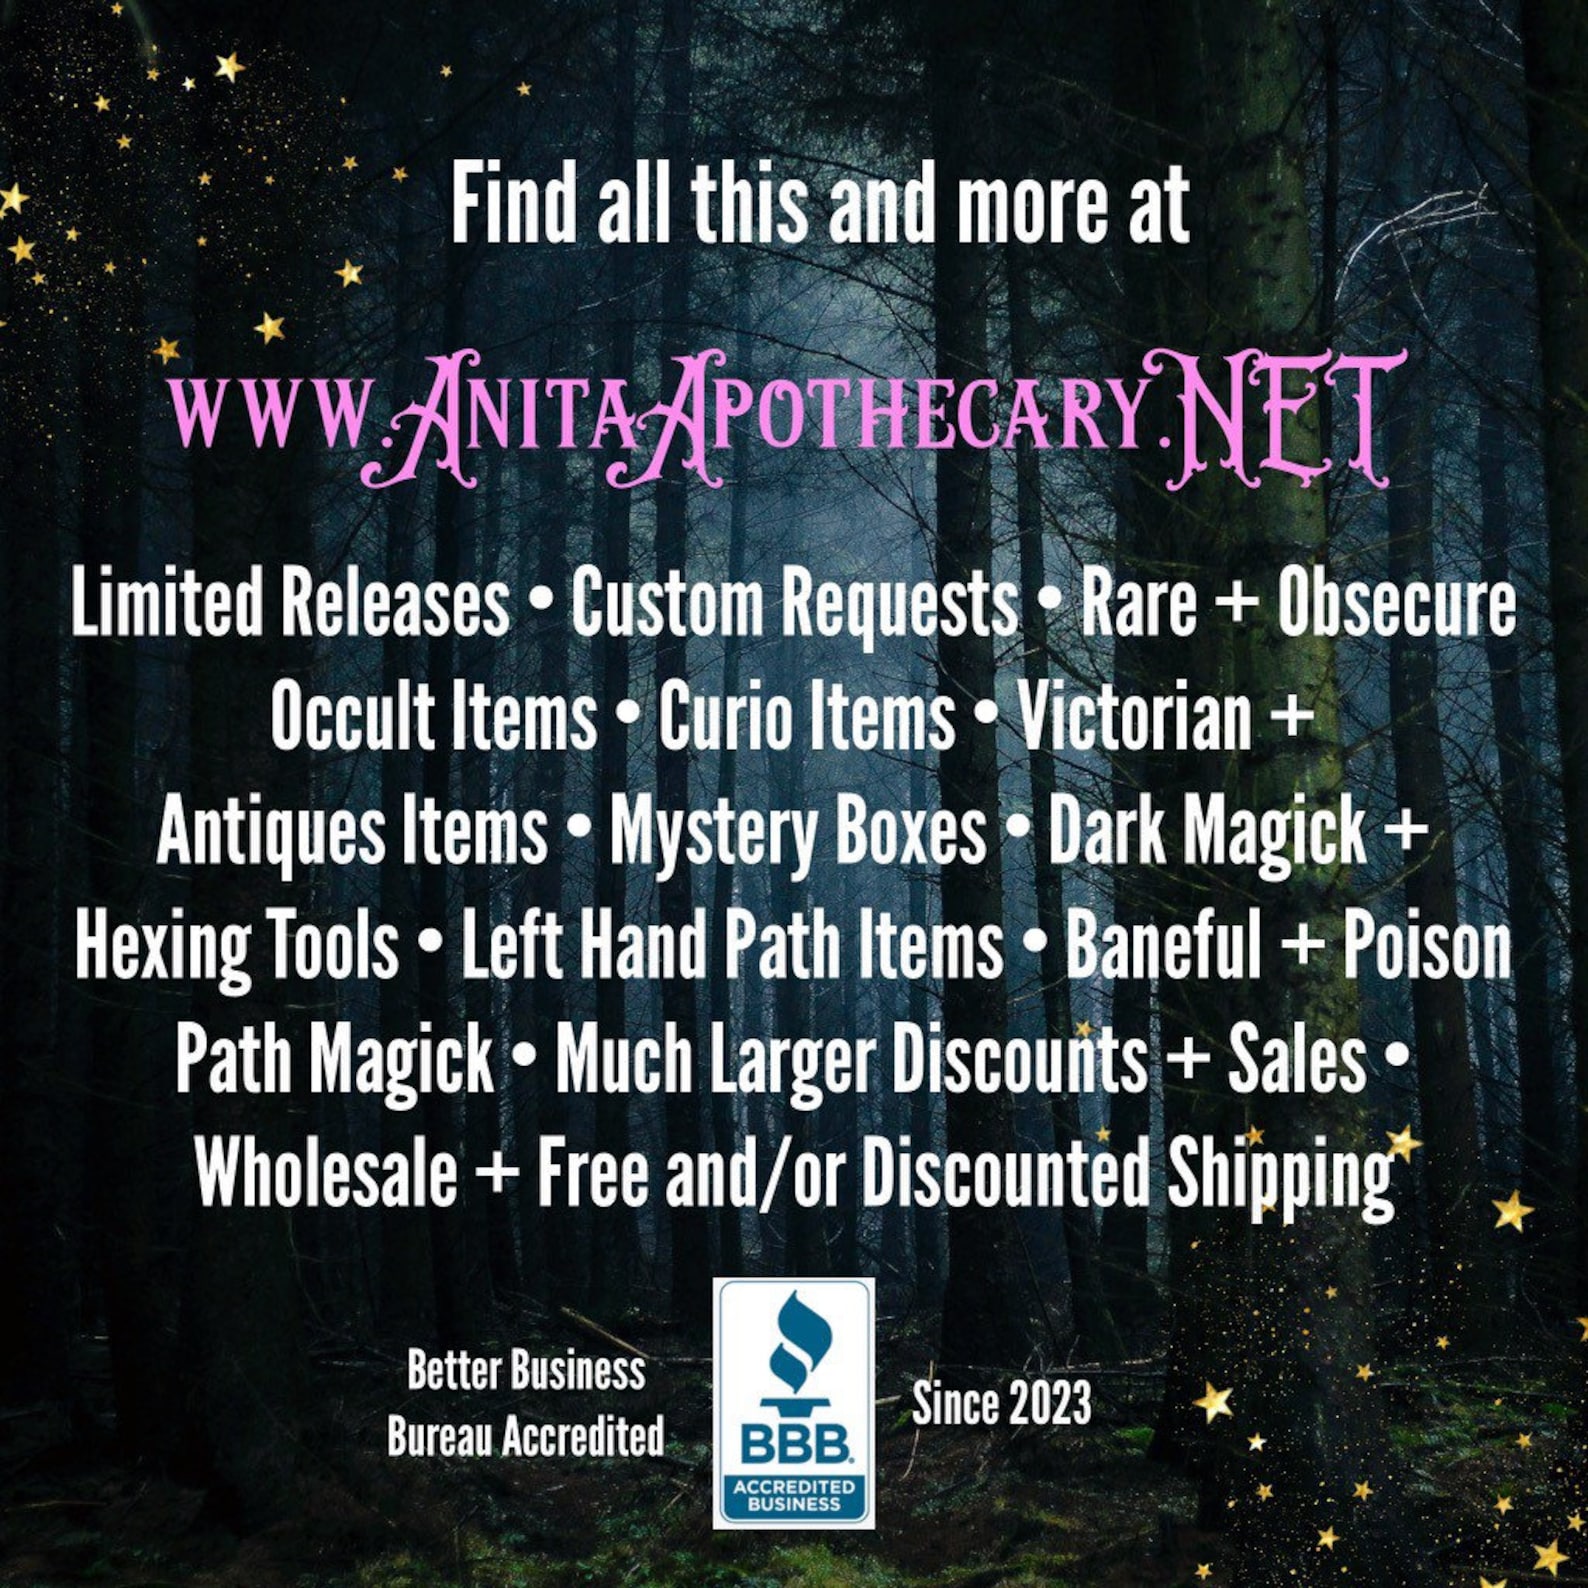 Find all this and more at
www.AnitaApothecary.NET
Limited Releases • Custom Requests • Rare + Obsecure
Occult Items • Curio Items • Victorian +
Antiques Items • Mystery Boxes • Dark Magick +
Hexing Tools • Left Hand Path Items • Baneful + Poison
Path Magick • Much Larger Discounts + Sales •
Wholesale + Free and/or Discounted Shipping
Better Business
Bureau Accredited
BBB.
ACCREDITED
BUSINESS
Since 2023